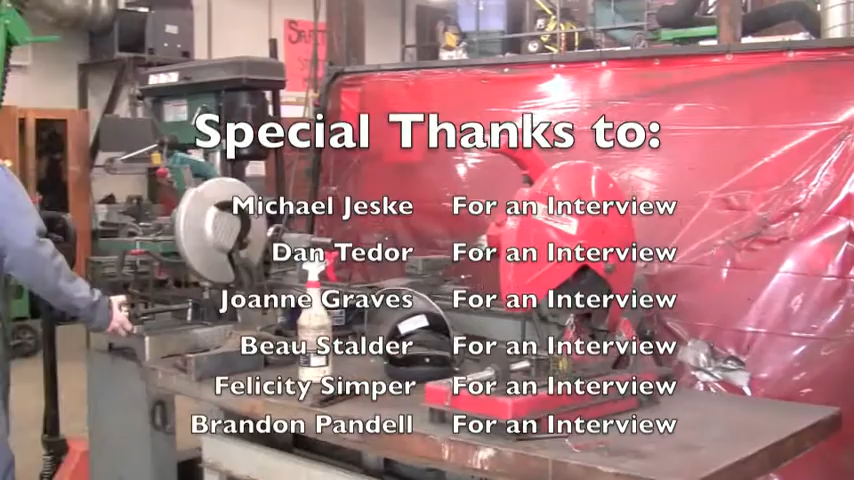 Special Thanks to:
Michael Jeske For an Interview
Dan Tedor For an Interview
Joanne Graves For an Interview
Beau Stalder For an Interview
Felicity Simper For an Interview
Brandon Pandell For an Interview